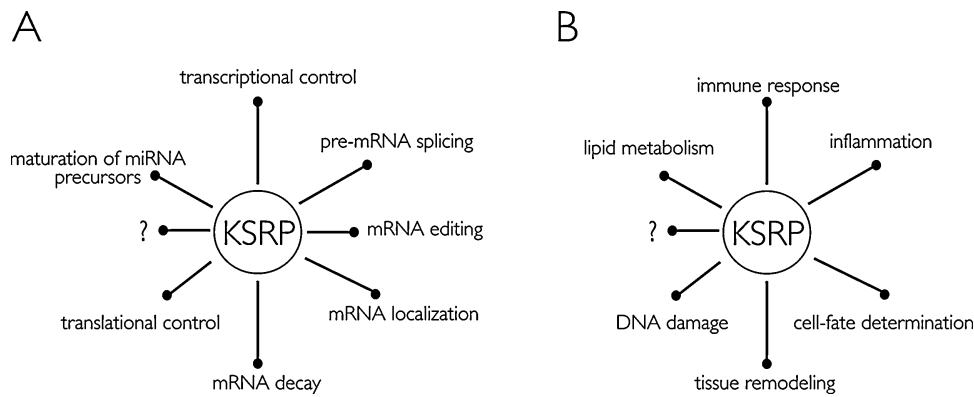 A
transcriptional control
pre-mRNA splicing
maturation of miRNA
precursors
?
KSRP
mRNA editing
translational control
mRNA localization
mRNA decay
B
immune response
lipid metabolism
inflammation
?
KSRP
DNA damage
cell-fate determination
tissue remodeling